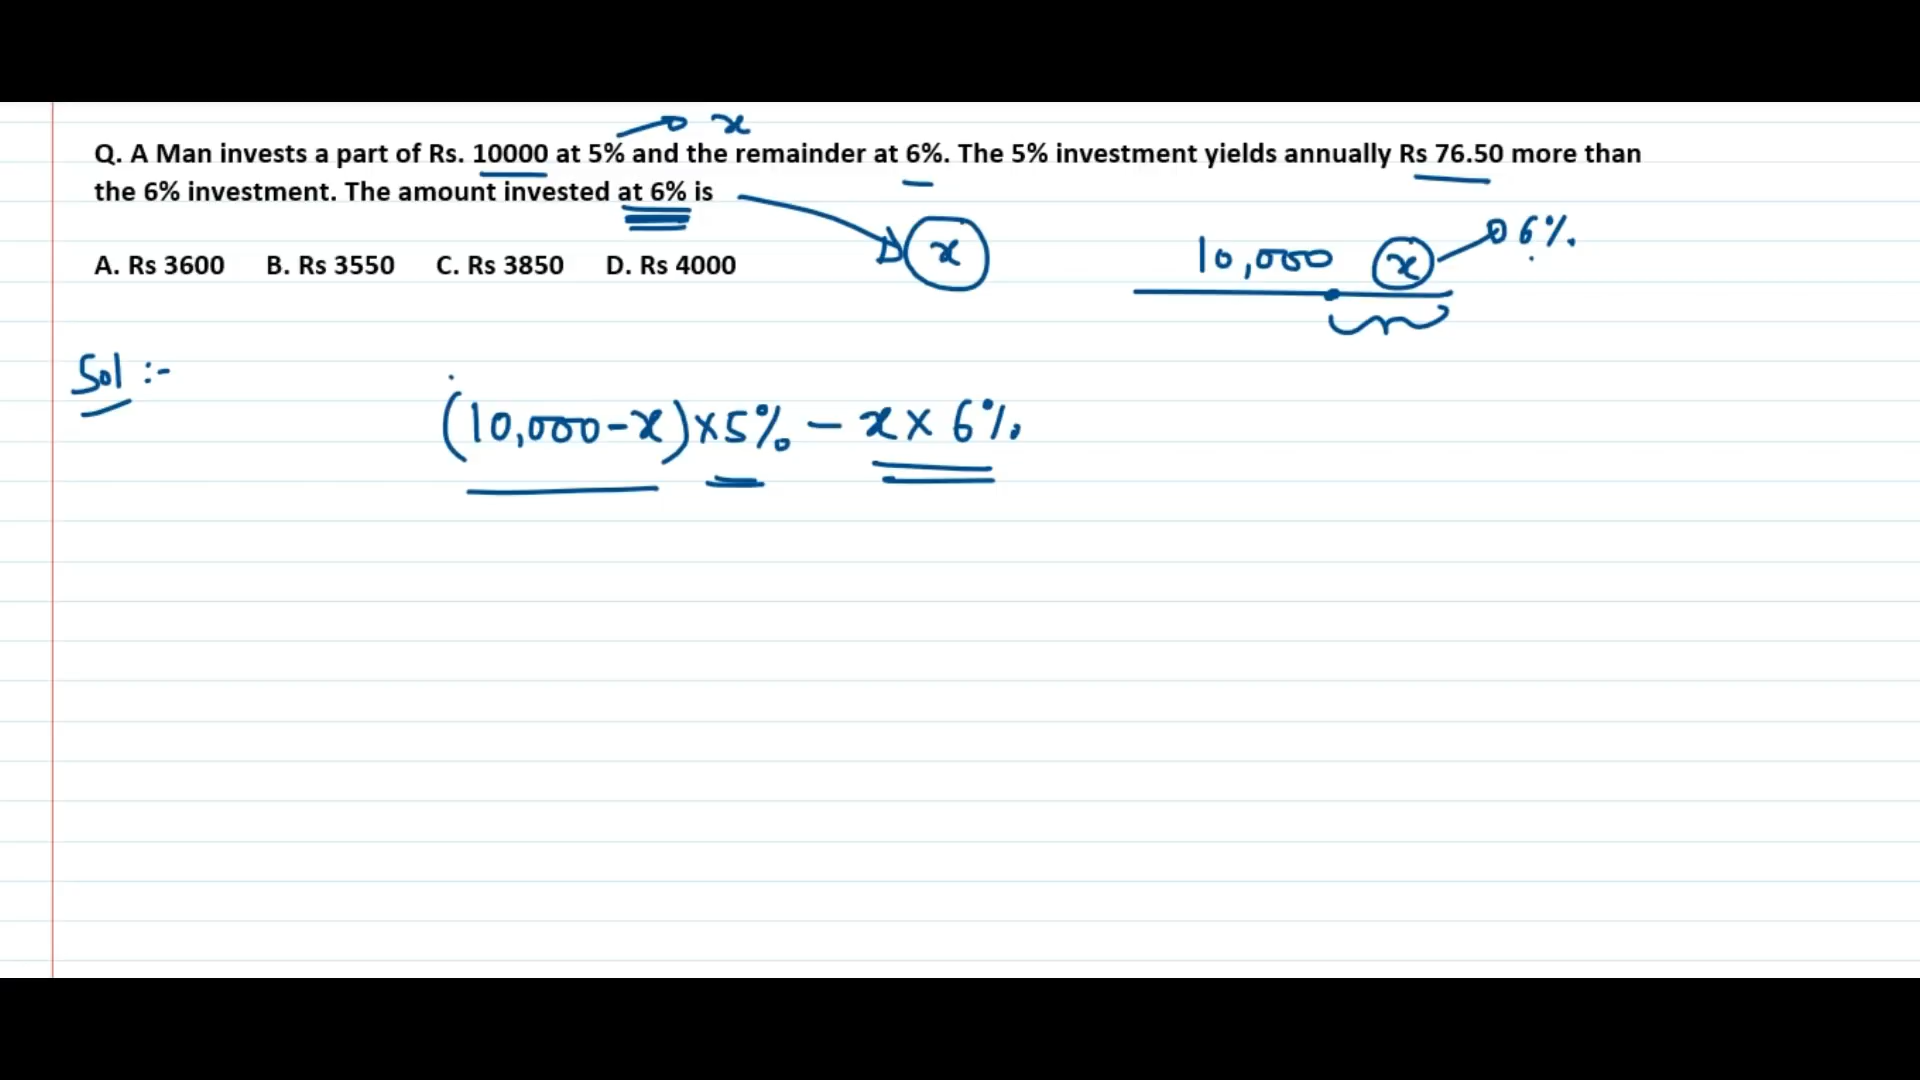 x
Q. A Man invests a part of Rs. 10000 at 5% and the remainder at 6%. The 5% investment yields annually Rs 76.50 more than
the 6% investment. The amount invested at 6% is
x
10,000 x 6%.
A. Rs 3600 B. Rs 3550 C. Rs 3850 D. Rs 4000
Sol :-
(10,000-x)×5% - x× 6%